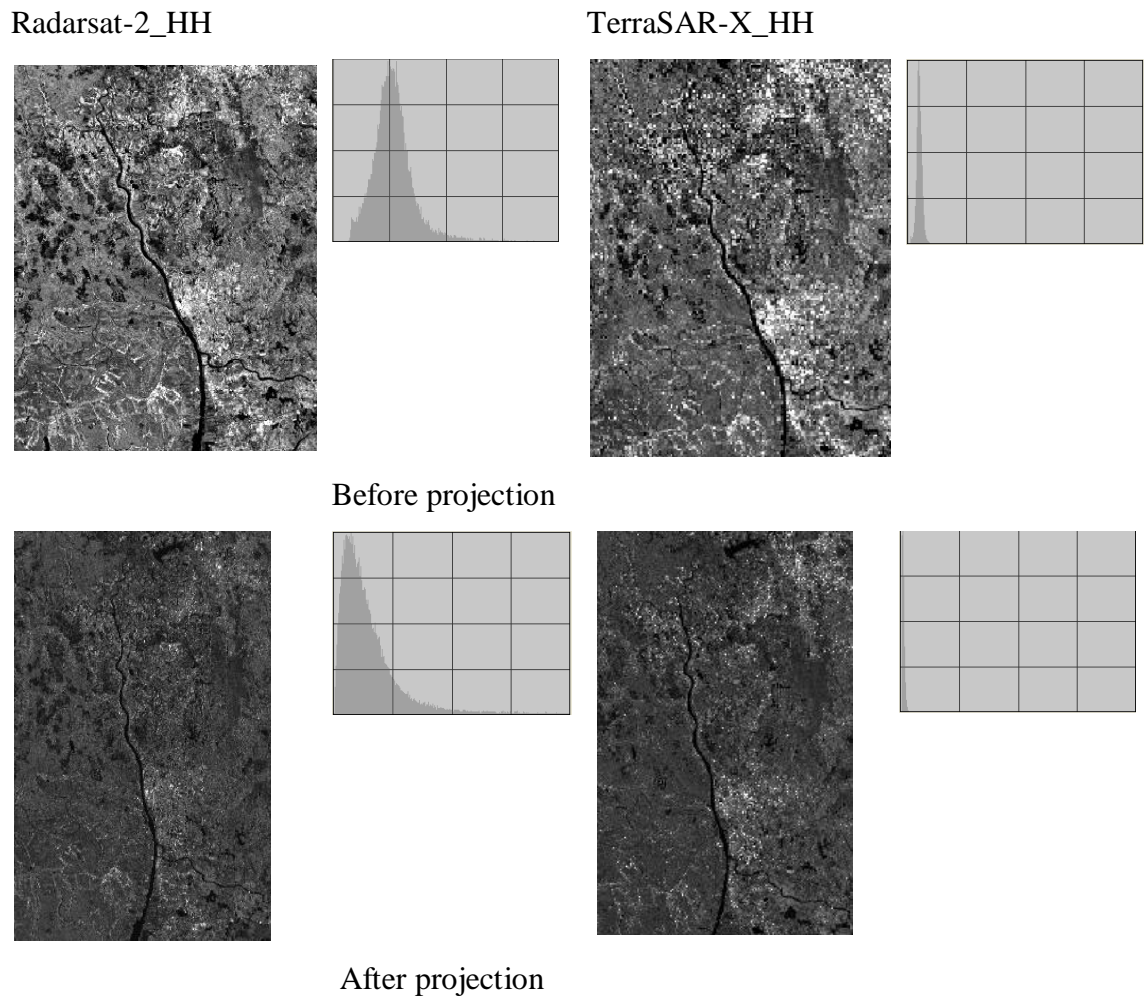 Radarsat-2_HH
TerraSAR-X_HH
Before projection
After projection